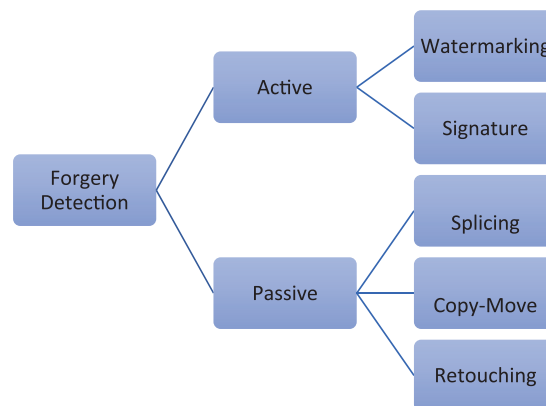 Forgery
Detection
Active
Watermarking
Signature
Passive
Splicing
Copy-Move
Retouching